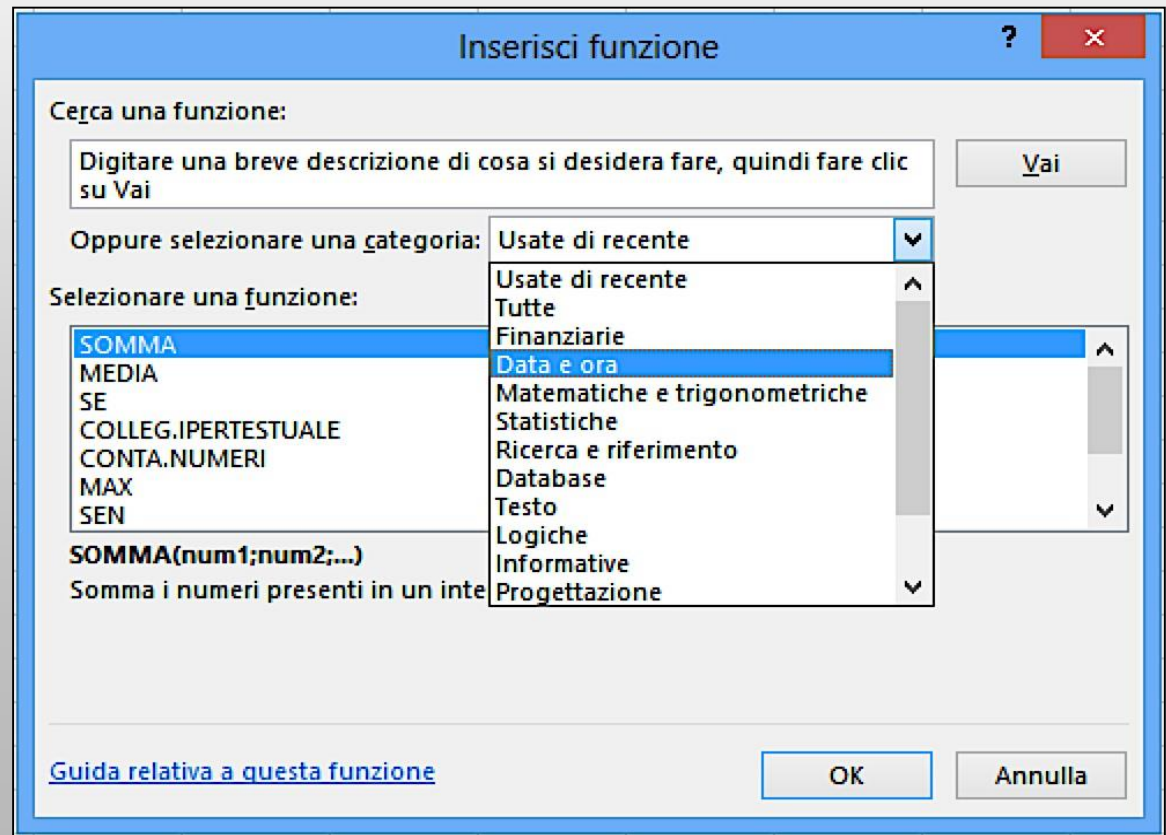 Inserisci funzione
?
Cerca una funzione:
Digitare una breve descrizione di cosa si desidera fare, quindi fare clic
su Vai
Vai
Oppure selezionare una categoria:
Usate di recente
Usate di recente
Tutte
Finanziarie
Data e ora
Matematiche e trigonometriche
Statistiche
Ricerca e riferimento
Database
Testo
Logiche
Informative
Progettazione
Selezionare una funzione:
SOMMA
MEDIA
SE
COLLEG.IPERTESTUALE
CONTA.NUMERI
MAX
SEN
SOMMA(num1;num2;...)
Somma i numeri presenti in un inte
Guida relativa a questa funzione
OK
Annulla